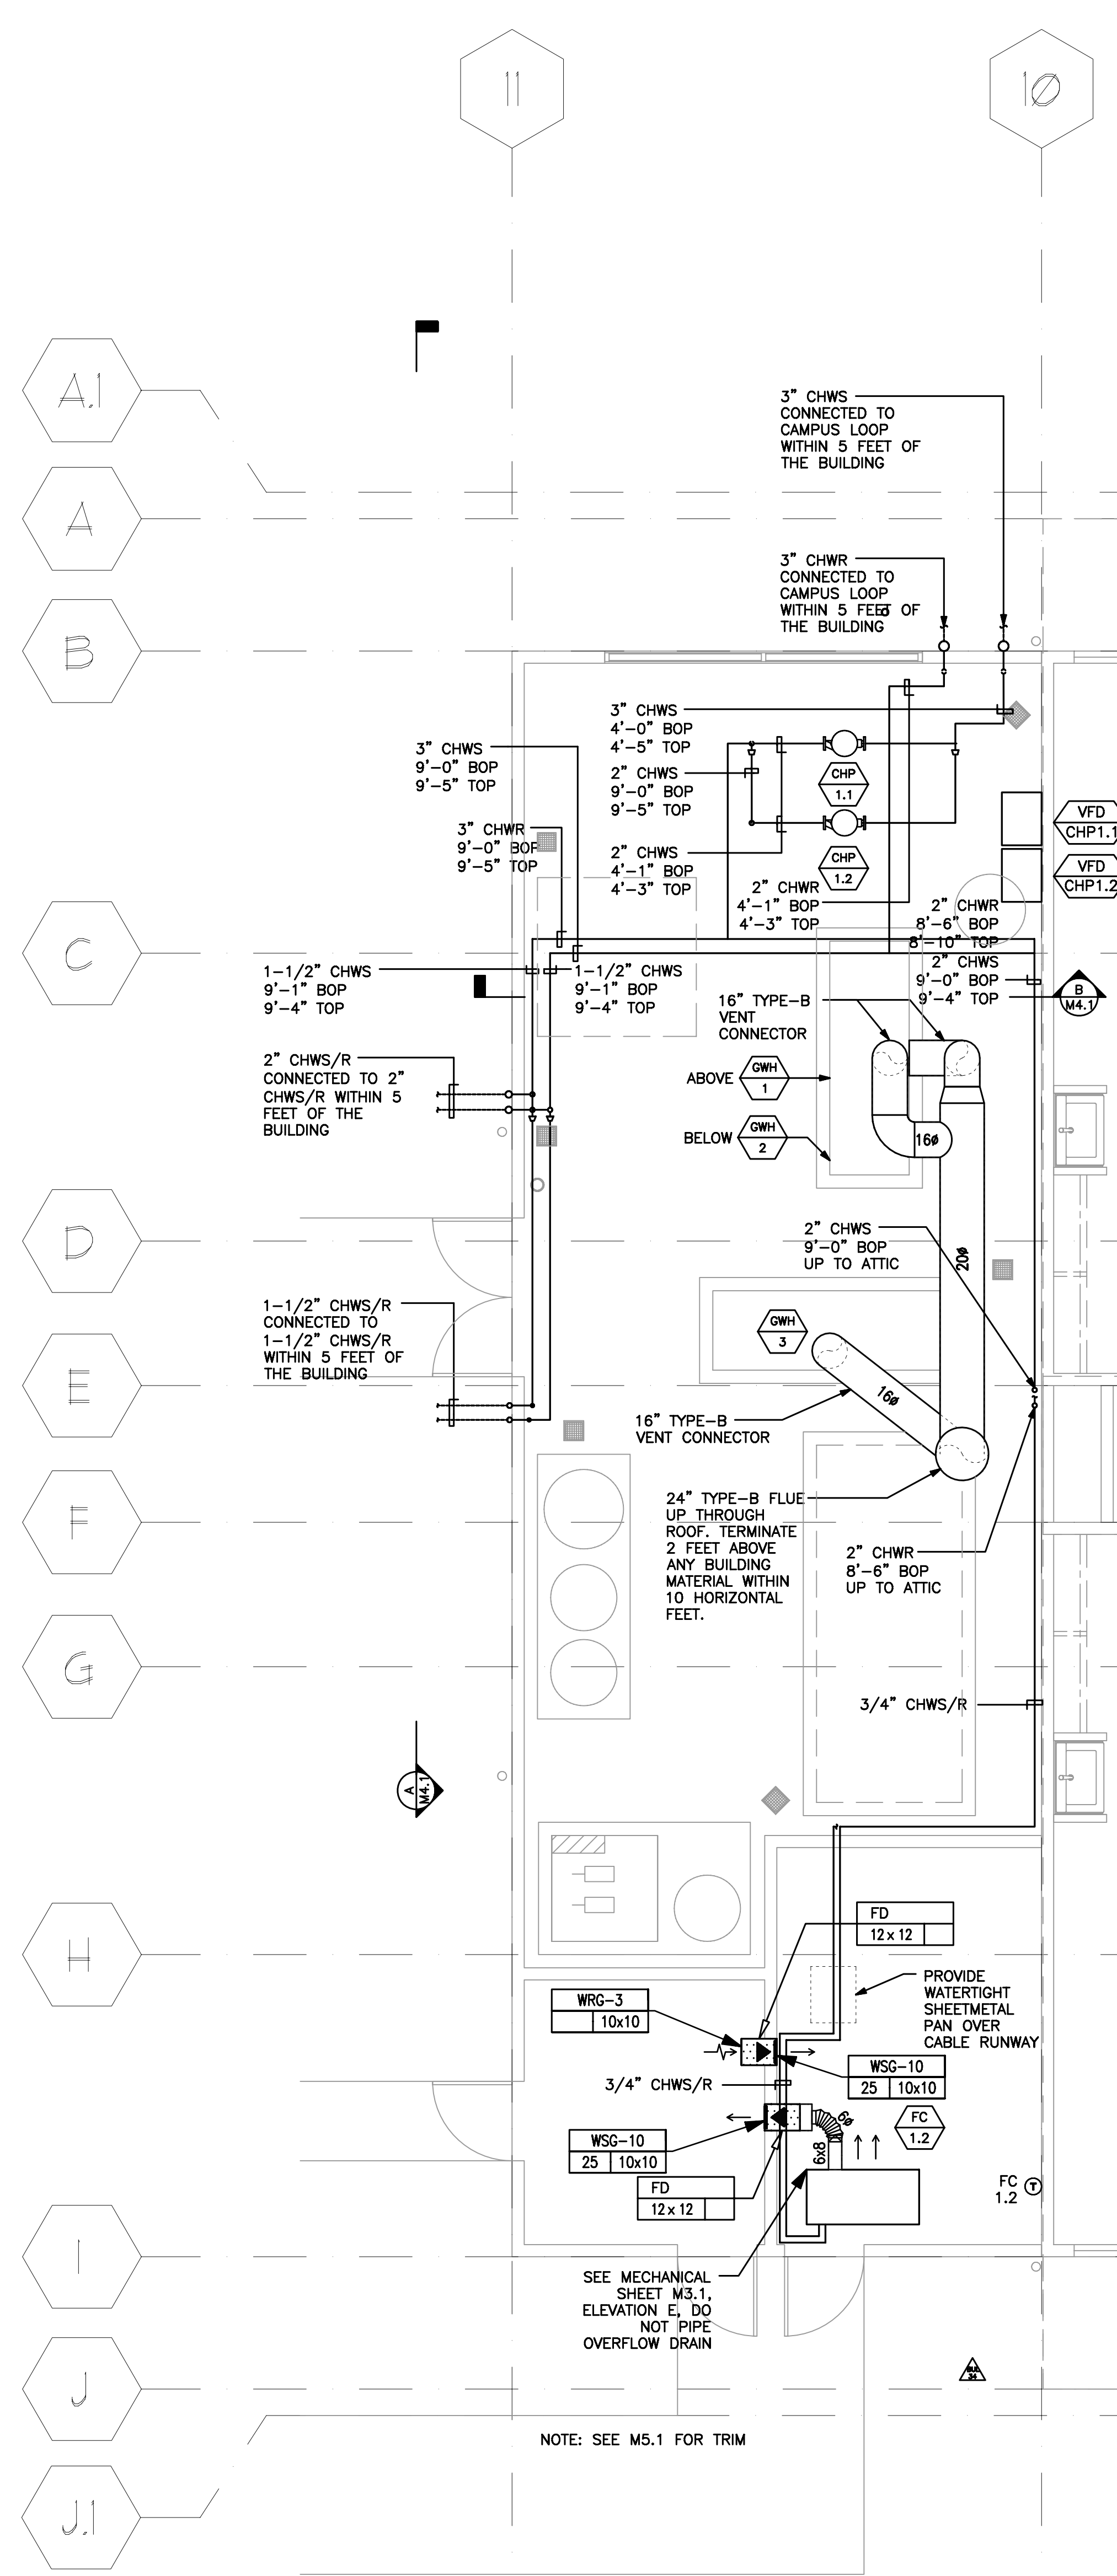 11
10
A.1
A
B
C
D
E
F
G
H
I
J
J.1
3" CHWS
CONNECTED TO
CAMPUS LOOP
WITHIN 5 FEET OF
THE BUILDING
3" CHWR
CONNECTED TO
CAMPUS LOOP
WITHIN 5 FEET OF
THE BUILDING
3" CHWS
4'-0" BOP
4'-5" TOP
3" CHWS
9'-0" BOP
9'-5" TOP
2" CHWS
9'-0" BOP
9'-5" TOP
CHP
1.1
VFD
CHP1.1
3" CHWR
9'-0" BOP
9'-5" TOP
2" CHWS
4'-1" BOP
4'-3" TOP
CHP
1.2
VFD
CHP1.2
2" CHWR
4'-1" BOP
4'-3" TOP
2" CHWR
8'-6" BOP
8'-10" TOP
2" CHWS
9'-0" BOP
9'-4" TOP
B
M4.1
1-1/2" CHWS
9'-1" BOP
9'-4" TOP
1-1/2" CHWS
9'-1" BOP
9'-4" TOP
16" TYPE-B
VENT
CONNECTOR
2" CHWS/R
CONNECTED TO 2"
CHWS/R WITHIN 5
FEET OF THE
BUILDING
ABOVE
GWH
1
BELOW
GWH
2
16ø
20ø
2" CHWS
9'-0" BOP
UP TO ATTIC
1-1/2" CHWS/R
CONNECTED TO
1-1/2" CHWS/R
WITHIN 5 FEET OF
THE BUILDING
GWH
3
16ø
16" TYPE-B
VENT CONNECTOR
24" TYPE-B FLUE
UP THROUGH
ROOF. TERMINATE
2 FEET ABOVE
ANY BUILDING
MATERIAL WITHIN
10 HORIZONTAL
FEET.
2" CHWR
8'-6" BOP
UP TO ATTIC
3/4" CHWS/R
A
M4.1
FD
12x12
PROVIDE
WATERTIGHT
SHEETMETAL
PAN OVER
CABLE RUNWAY
WRG-3
10x10
WSG-10
25 10x10
3/4" CHWS/R
6ø
6x8
FC
1.2
WSG-10
25 10x10
FD
12x12
FC
1.2
T
SEE MECHANICAL
SHEET M3.1,
ELEVATION E, DO
NOT PIPE
OVERFLOW DRAIN
BUL
34
NOTE: SEE M5.1 FOR TRIM